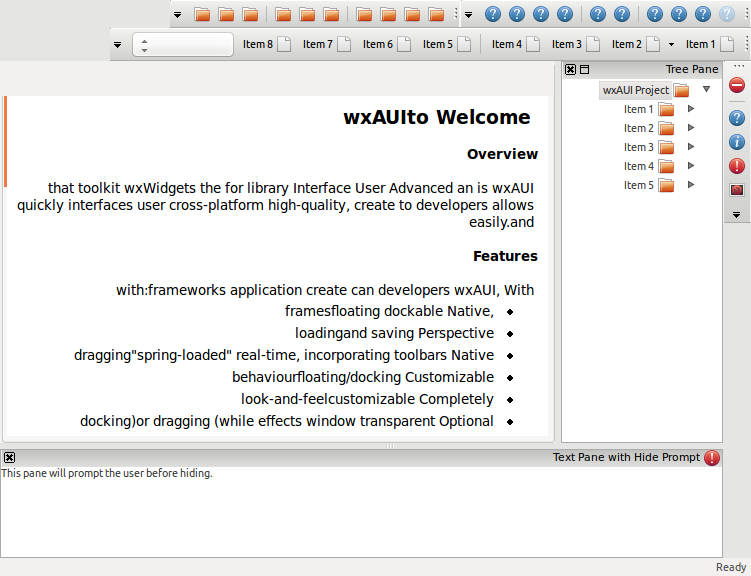 Item 8 Item 7 Item 6 Item 5 Item 4 Item 3 Item 2 Item 1
wxAUIto Welcome
Overview
that toolkit wxWidgets the for library Interface User Advanced an is wxAUI
quickly interfaces user cross-platform high-quality, create to developers allows
easily.and
Features
with:frameworks application create can developers wxAUI, With
framesfloating dockable Native,
loadingand saving Perspective
dragging"spring-loaded" real-time, incorporating toolbars Native
behaviourfloating/docking Customizable
look-and-feelcustomizable Completely
docking)or dragging (while effects window transparent Optional
Tree Pane
wxAUI Project
Item 1
Item 2
Item 3
Item 4
Item 5
Text Pane with Hide Prompt
This pane will prompt the user before hiding.
Ready